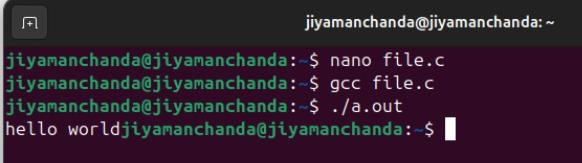 jiyamanchanda@jiyamanchanda: ~
jiyamanchanda@jiyamanchanda:~$ nano file.c
jiyamanchanda@jiyamanchanda:~$ gcc file.c
jiyamanchanda@jiyamanchanda:~$ ./a.out
hello worldjiyamanchanda@jiyamanchanda:~$